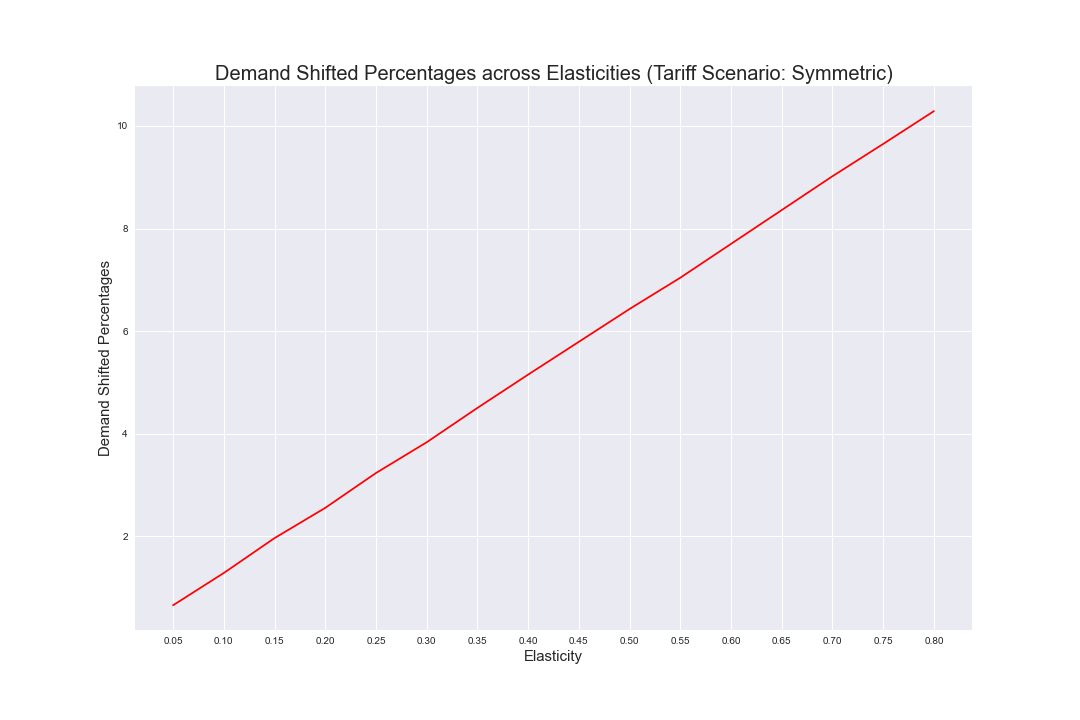 Demand Shifted Percentages across Elasticities (Tariff Scenario: Symmetric)
Demand Shifted Percentages
10
8
6
4
2
0.05 0.10 0.15 0.20 0.25 0.30 0.35 0.40 0.45 0.50 0.55 0.60 0.65 0.70 0.75 0.80
Elasticity